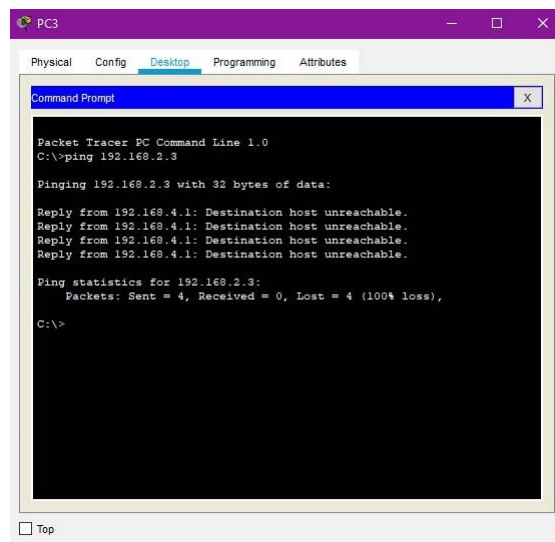 PC3
Physical Config Desktop Programming Attributes
Command Prompt
X
Packet Tracer PC Command Line 1.0
C:\>ping 192.168.2.3
Pinging 192.168.2.3 with 32 bytes of data:
Reply from 192.168.4.1: Destination host unreachable.
Reply from 192.168.4.1: Destination host unreachable.
Reply from 192.168.4.1: Destination host unreachable.
Reply from 192.168.4.1: Destination host unreachable.
Ping statistics for 192.168.2.3:
Packets: Sent = 4, Received = 0, Lost = 4 (100% loss),
C:\>
Top